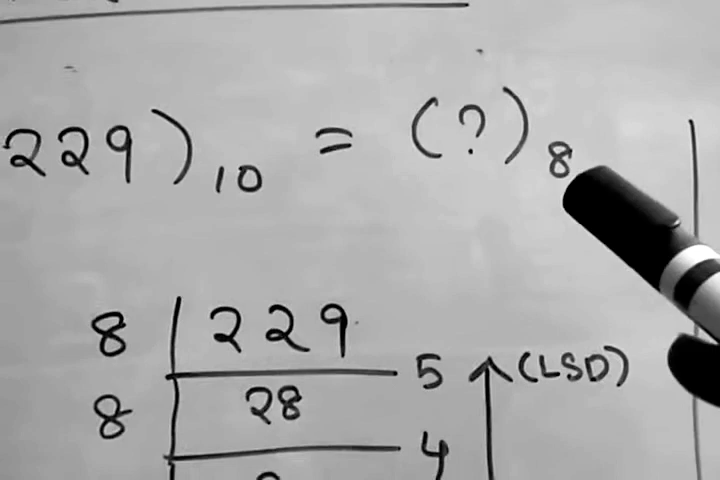 229)10 = (?)8
8 | 229
5 ↑ (LSD)
8 | 28
4